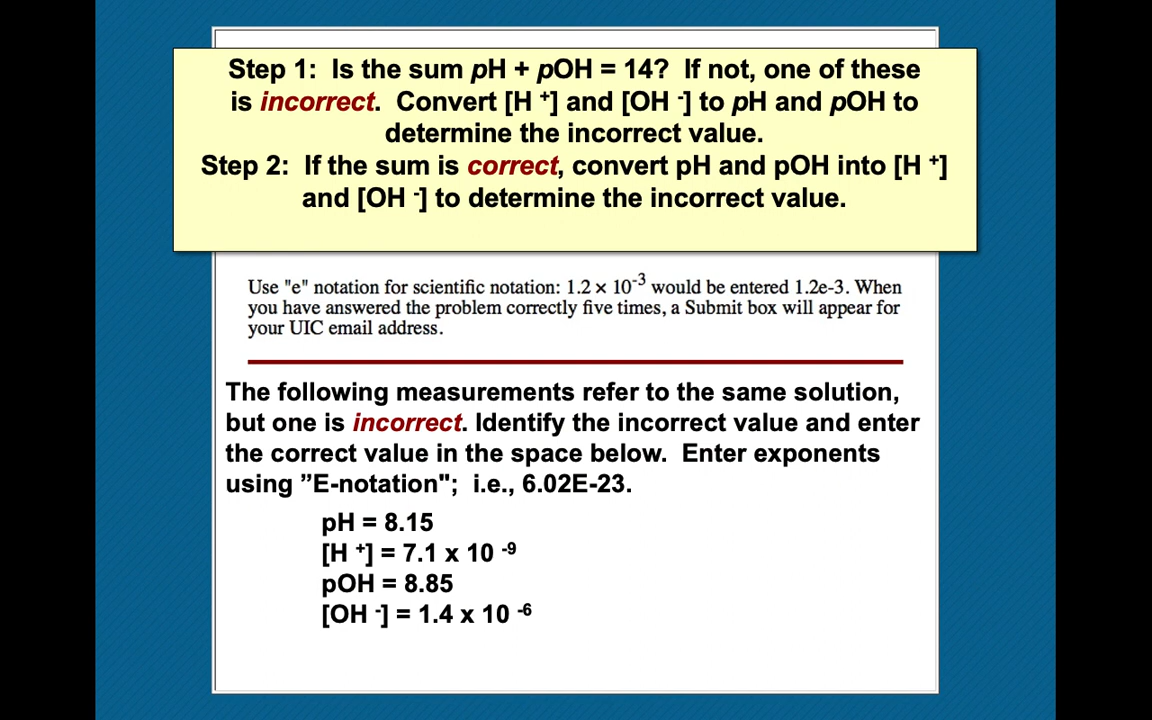 Step 1: Is the sum pH + pOH = 14? If not, one of these
is incorrect. Convert [H +] and [OH -] to pH and pOH to
determine the incorrect value.
Step 2: If the sum is correct, convert pH and pOH into [H +]
and [OH -] to determine the incorrect value.
Use "e" notation for scientific notation: 1.2 × 10-3 would be entered 1.2e-3. When
you have answered the problem correctly five times, a Submit box will appear for
your UIC email address.
The following measurements refer to the same solution,
but one is incorrect. Identify the incorrect value and enter
the correct value in the space below. Enter exponents
using ”E-notation"; i.e., 6.02E-23.
pH = 8.15
[H +] = 7.1 x 10 -9
pOH = 8.85
[OH -] = 1.4 x 10 -6